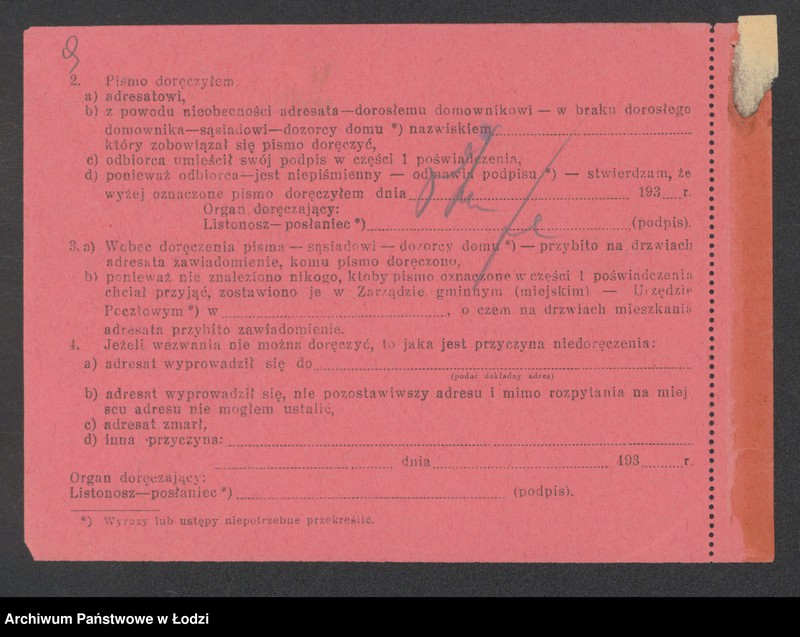 2. Pismo doręczyłem:
a) adresatowi,
b) z powodu nieobecności adresata—dorosłemu domownikowi — w braku dorosłego
domownika—sąsiadowi—dozorcy domu *) nazwiskiem
który zobowiązał się pismo doręczyć,
c) odbiorca umieścił swój podpis w części 1 poświadczenia,
d) ponieważ odbiorca—jest niepiśmienny — odmawia podpisu *) — stwierdzam, że
wyżej oznaczone pismo doręczyłem dnia 193 r.
Organ doręczający:
Listonosz—posłaniec *) (podpis).
3. a) Wobec doręczenia pisma — sąsiadowi — dozorcy domu *) — przybito na drzwiach
adresata zawiadomienie, komu pismo doręczono,
b) ponieważ nie znaleziono nikogo, ktoby pismo oznaczone w części 1 poświadczenia
chciał przyjąć, zostawiono je w Zarządzie gminnym (miejskim) — Urzędzie
Pocztowym *) w , o czem na drzwiach mieszkania
adresata przybito zawiadomienie.
4. Jeżeli wezwania nie można doręczyć, to jaka jest przyczyna niedoręczenia:
a) adresat wyprowadził się do
(podać dokładny adres)
b) adresat wyprowadził się, nie pozostawiwszy adresu i mimo rozpytania na miej
scu adresu nie mogłem ustalić,
c) adresat zmarł,
d) inna przyczyna:
dnia 193 r.
Organ doręczający:
Listonosz—posłaniec *) (podpis).
*) Wyrazy lub ustępy niepotrzebne przekreślić.
Archiwum Państwowe w Łodzi